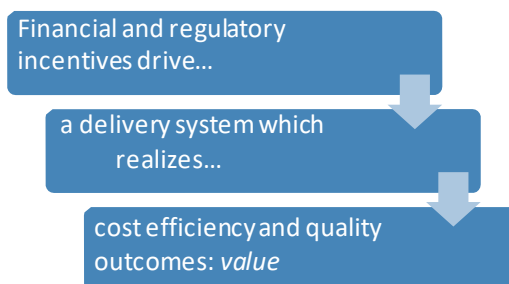 Financial and regulatory
incentives drive...
a delivery system which
realizes...
cost efficiency and quality
outcomes: value